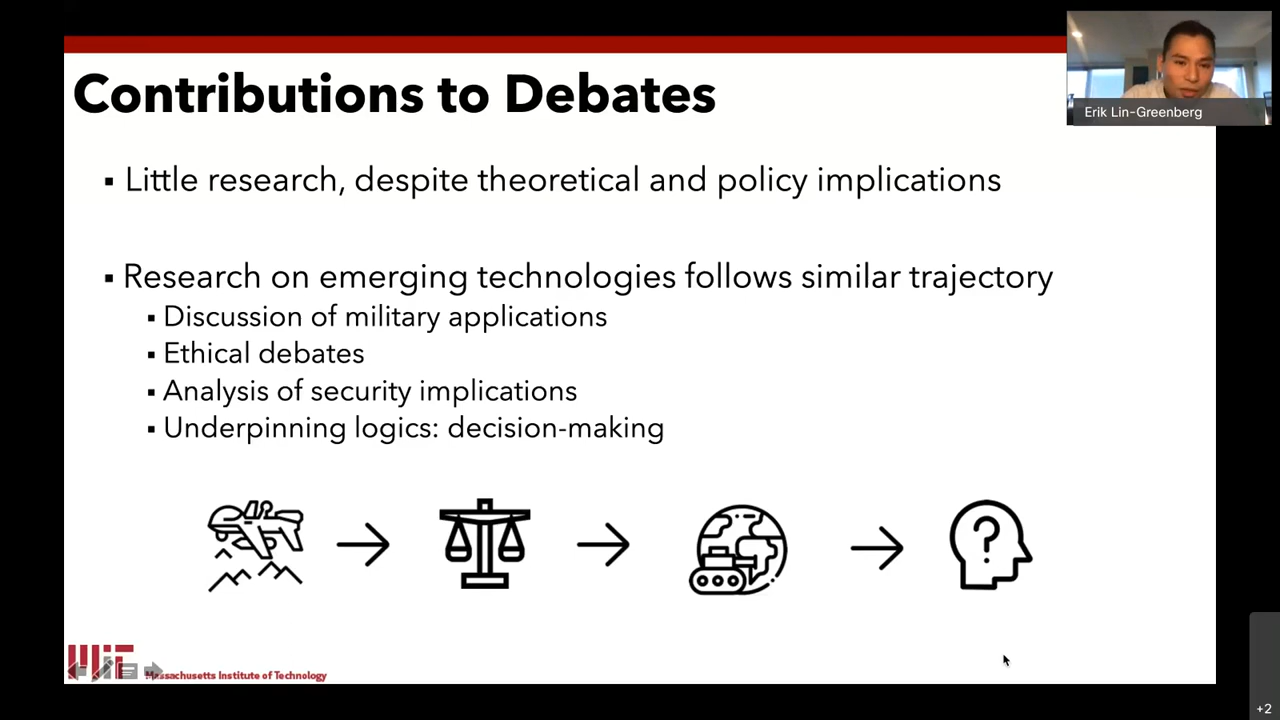 Contributions to Debates
Erik Lin-Greenberg
▪ Little research, despite theoretical and policy implications
▪ Research on emerging technologies follows similar trajectory
▪ Discussion of military applications
▪ Ethical debates
▪ Analysis of security implications
▪ Underpinning logics: decision-making
?
MIT
Massachusetts Institute of Technology
+2